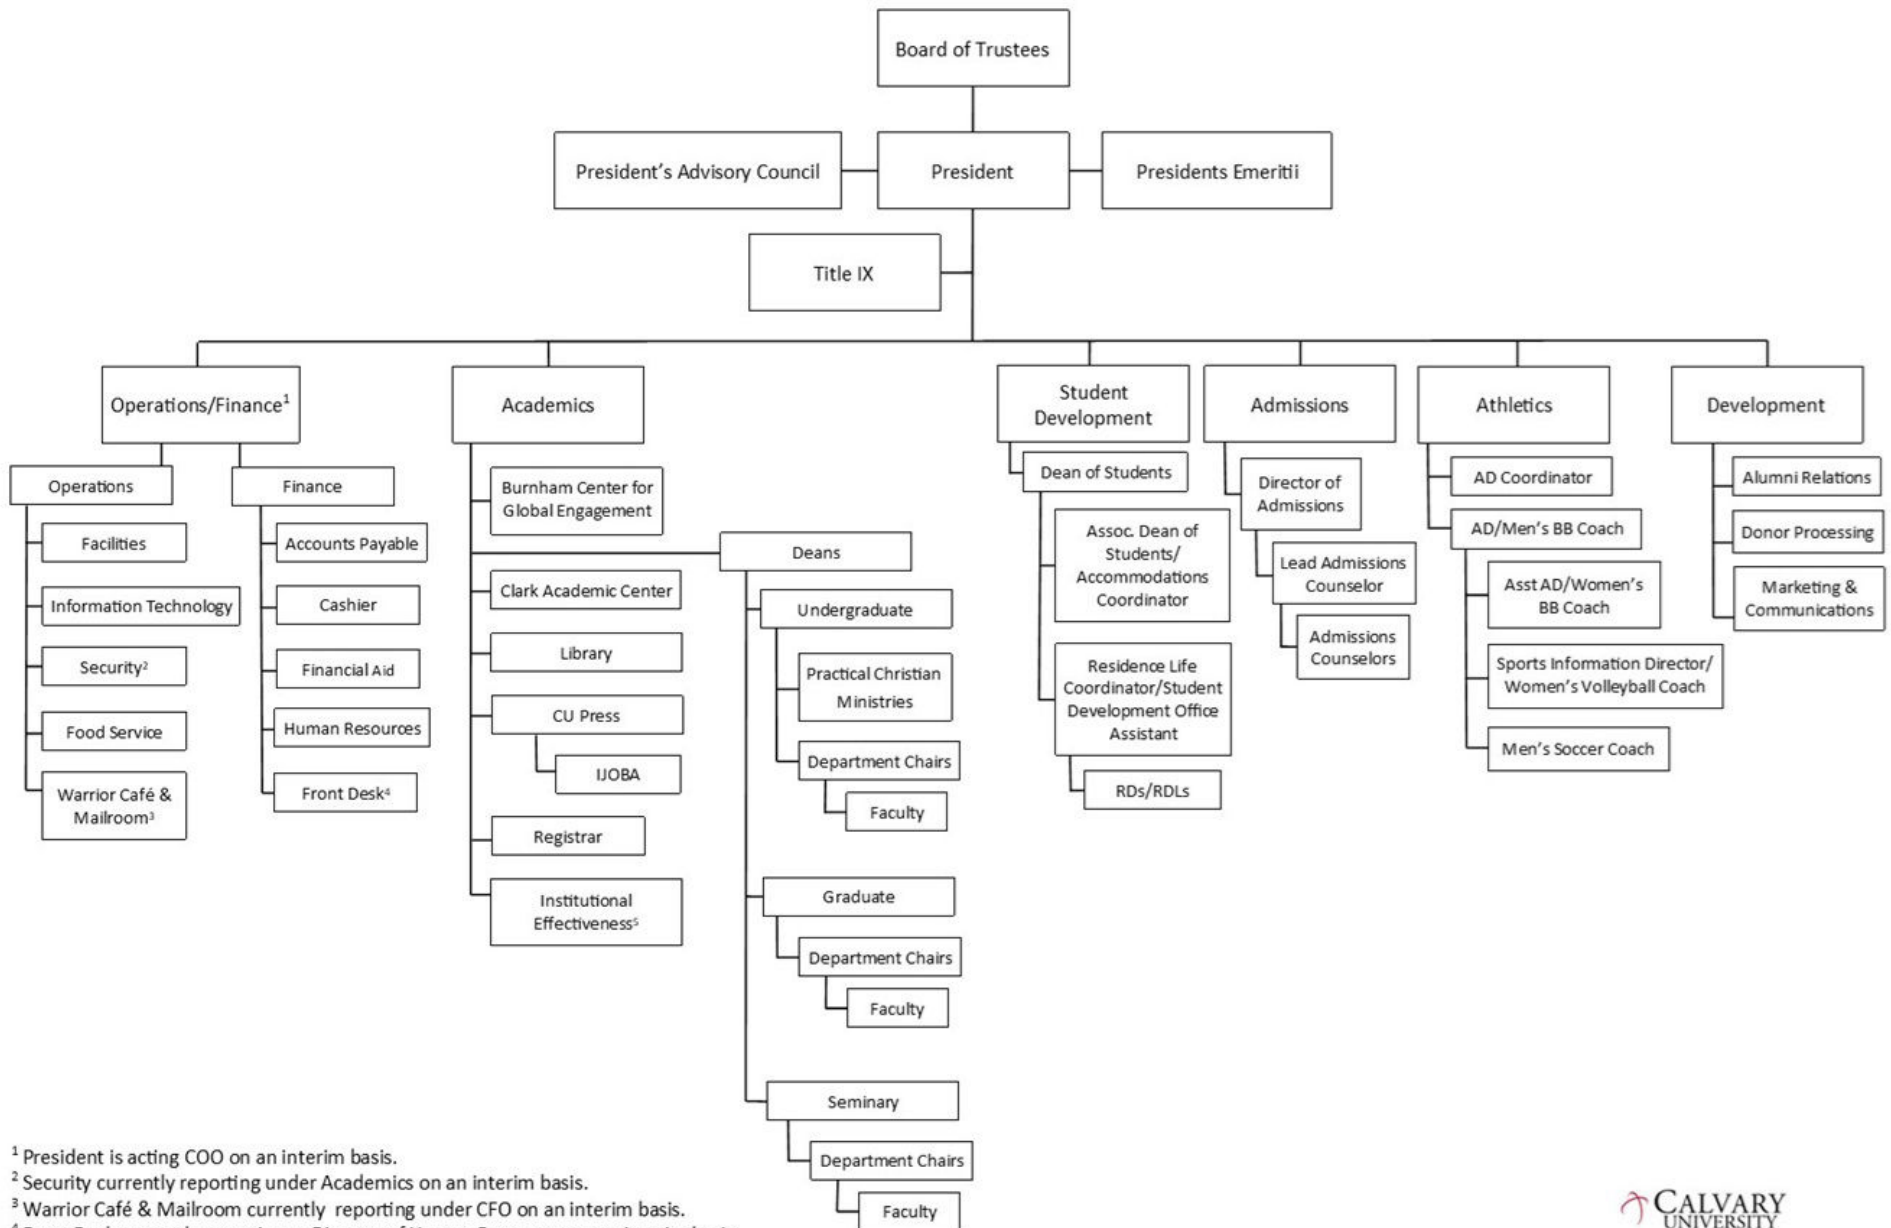 Board of Trustees
President's Advisory Council
President
Presidents Emeritii
Title IX
Operations/Finance¹
Academics
Student
Development
Admissions
Athletics
Development
Operations
Facilities
Information Technology
Security²
Food Service
Warrior Café &
Mailroom³
Finance
Accounts Payable
Cashier
Financial Aid
Human Resources
Front Desk⁴
Burnham Center for
Global Engagement
Clark Academic Center
Library
CU Press
IJOBA
Registrar
Institutional
Effectiveness⁵
Deans
Undergraduate
Practical Christian
Ministries
Department Chairs
Faculty
Graduate
Department Chairs
Faculty
Seminary
Department Chairs
Faculty
Dean of Students
Assoc. Dean of
Students/
Accommodations
Coordinator
Residence Life
Coordinator/Student
Development Office
Assistant
RDs/RDLs
Director of
Admissions
Lead Admissions
Counselor
Admissions
Counselors
AD Coordinator
AD/Men's BB Coach
Asst AD/Women's
BB Coach
Sports Information Director/
Women's Volleyball Coach
Men's Soccer Coach
Alumni Relations
Donor Processing
Marketing &
Communications
¹ President is acting COO on an interim basis.
² Security currently reporting under Academics on an interim basis.
³ Warrior Café & Mailroom currently reporting under CFO on an interim basis.
CALVARY
UNIVERSITY